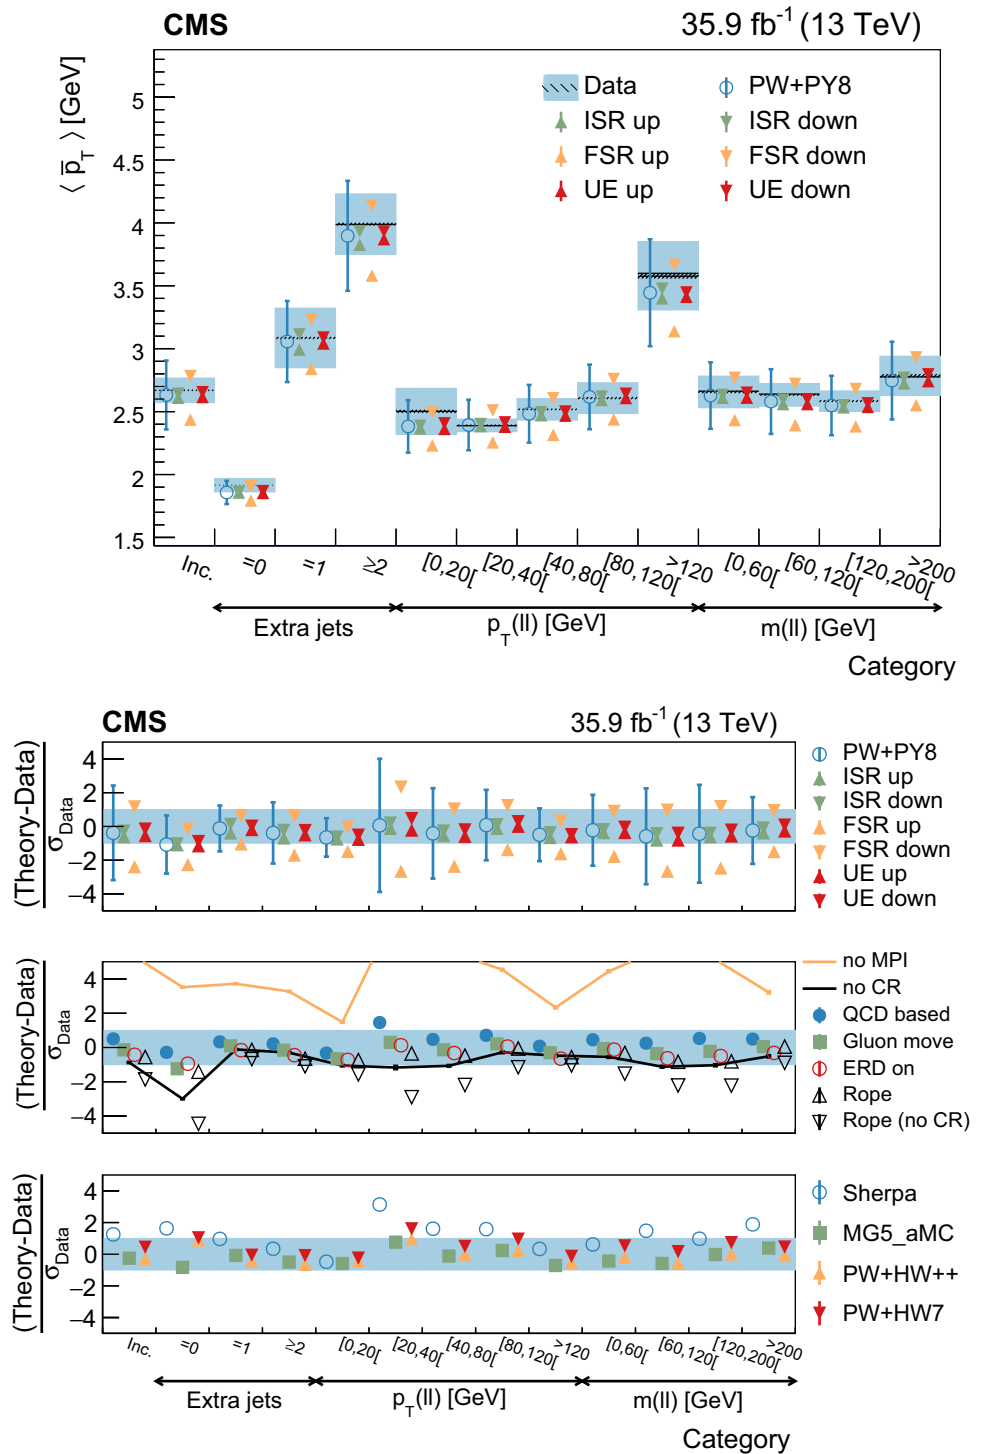 CMS 35.9 fb⁻¹ (13 TeV)
⟨ p̅_T ⟩ [GeV]
Data PW+PY8
ISR up ISR down
FSR up FSR down
UE up UE down
5
4.5
4
3.5
3
2.5
2
1.5
Inc. =0 =1 ≥2 [0,20[ [20,40[ [40,80[ [80,120[ >120 [0,60[ [60,120[ [120,200[ >200
Extra jets p_T(ll) [GeV] m(ll) [GeV]
Category
CMS 35.9 fb⁻¹ (13 TeV)
(Theory-Data)
σ_Data
4
2
0
−2
−4
PW+PY8
ISR up
ISR down
FSR up
FSR down
UE up
UE down
(Theory-Data)
σ_Data
4
2
0
−2
−4
no MPI
no CR
QCD based
Gluon move
ERD on
Rope
Rope (no CR)
(Theory-Data)
σ_Data
4
2
0
−2
−4
Sherpa
MG5_aMC
PW+HW++
PW+HW7
Inc. =0 =1 ≥2 [0,20[ [20,40[ [40,80[ [80,120[ >120 [0,60[ [60,120[ [120,200[ >200
Extra jets p_T(ll) [GeV] m(ll) [GeV]
Category